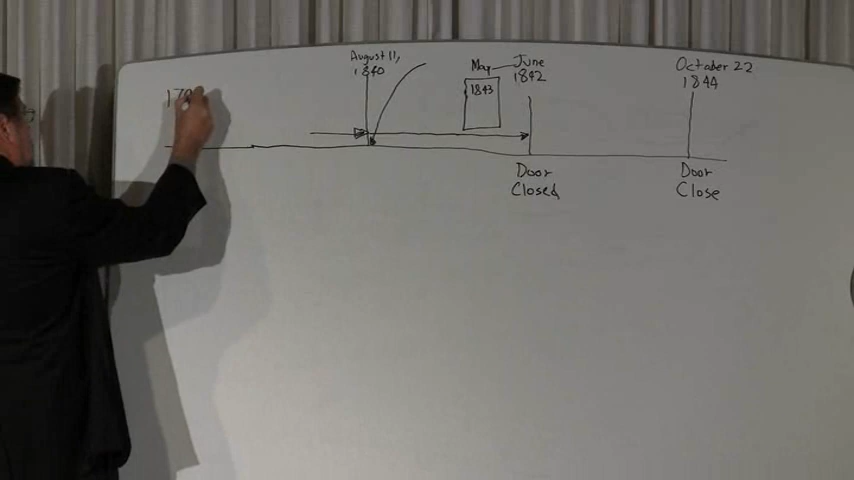 August 11,
1840
May
June
1842
1843
October 22
1844
Door
Closed
Door
Close